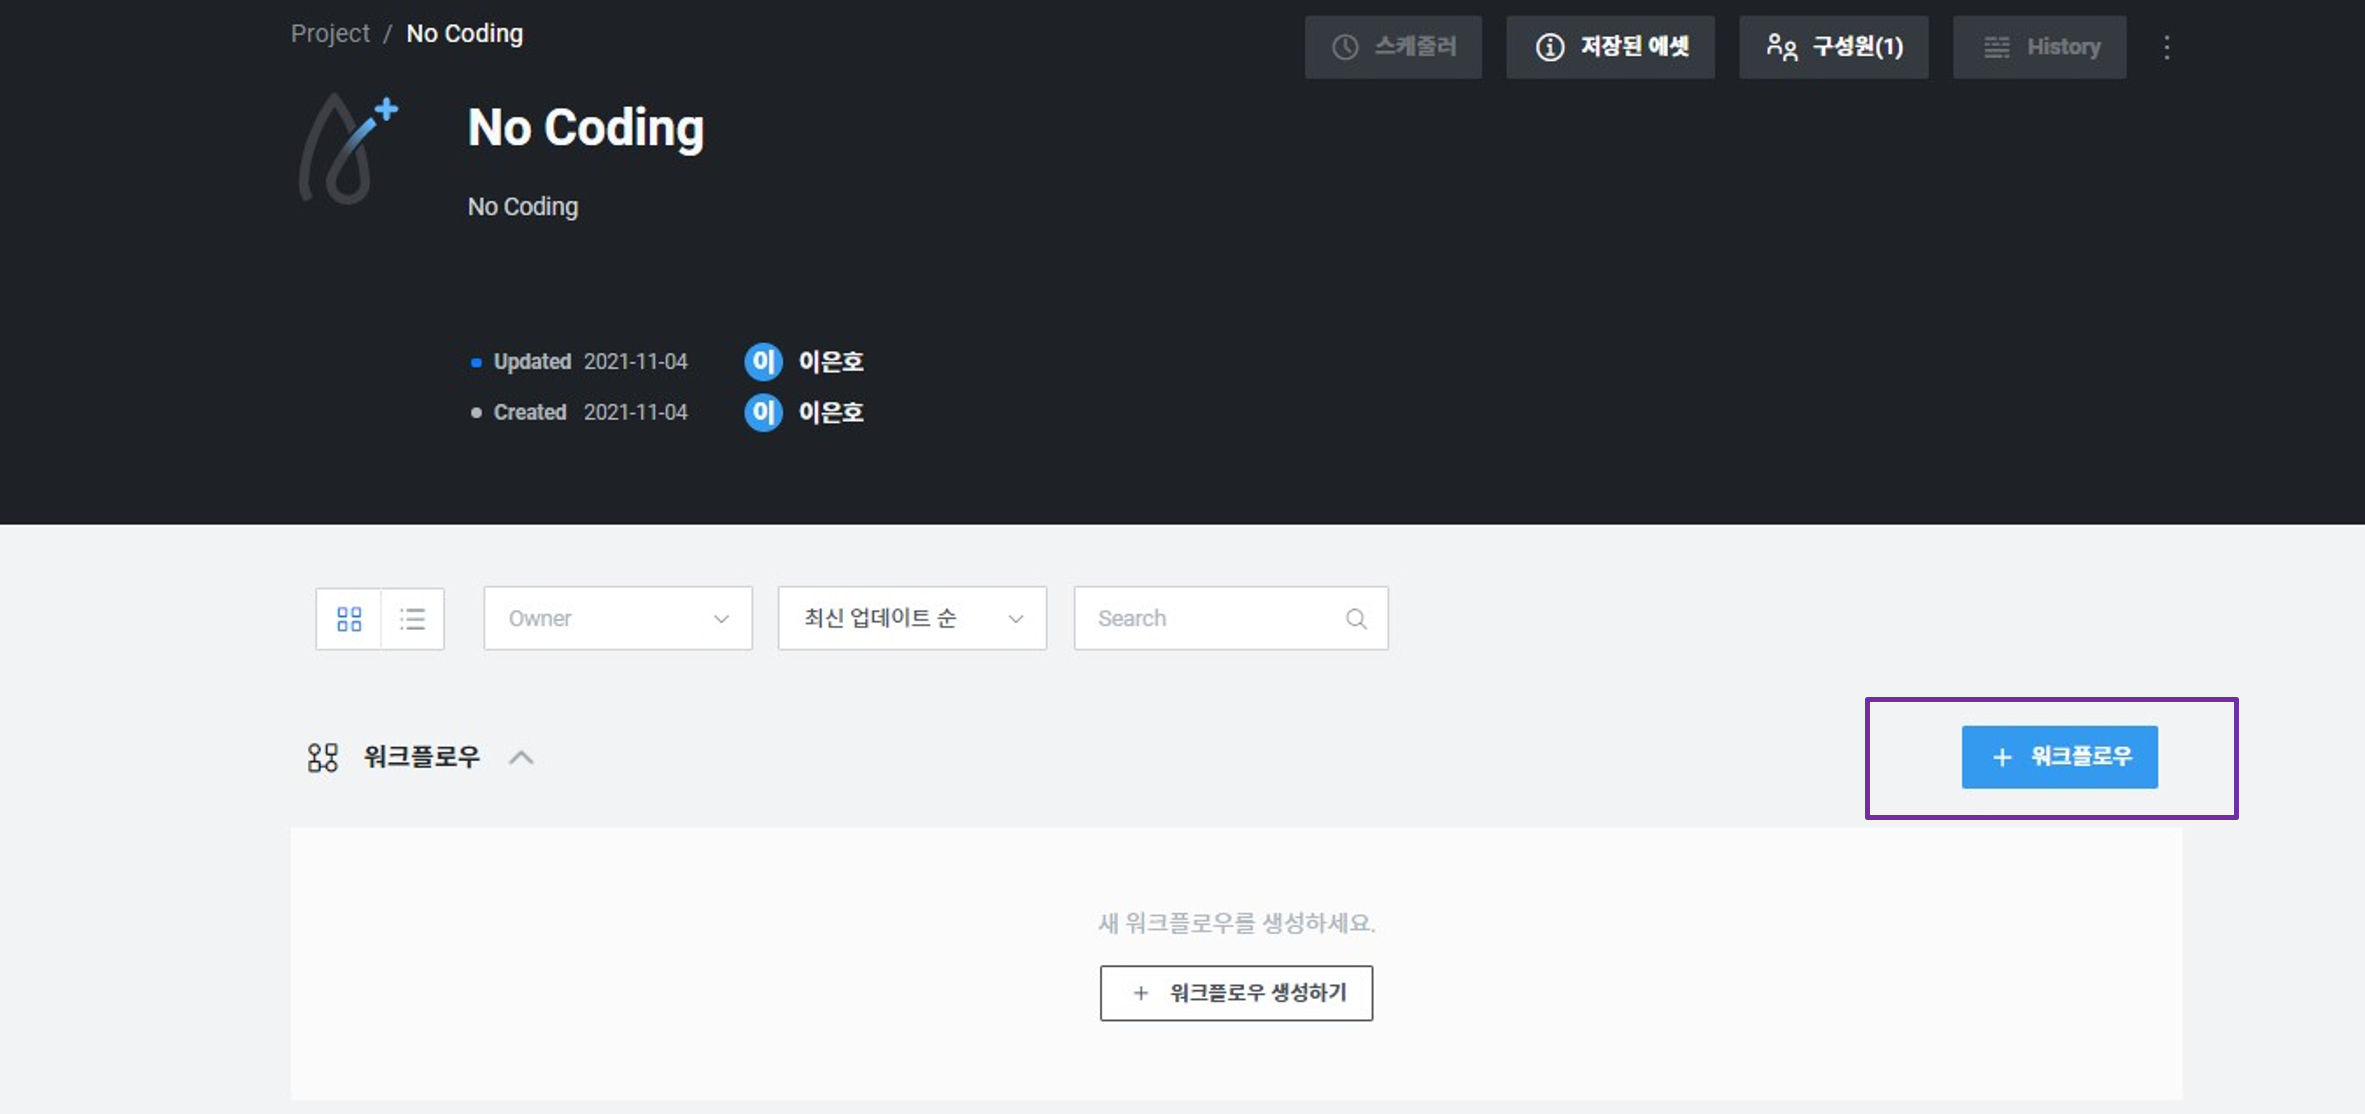 Project / No Coding
스케줄러
저장된 에셋
구성원(1)
History
No Coding
No Coding
Updated 2021-11-04 이 이은호
Created 2021-11-04 이 이은호
Owner
최신 업데이트 순
Search
워크플로우
+ 워크플로우
새 워크플로우를 생성하세요.
+ 워크플로우 생성하기